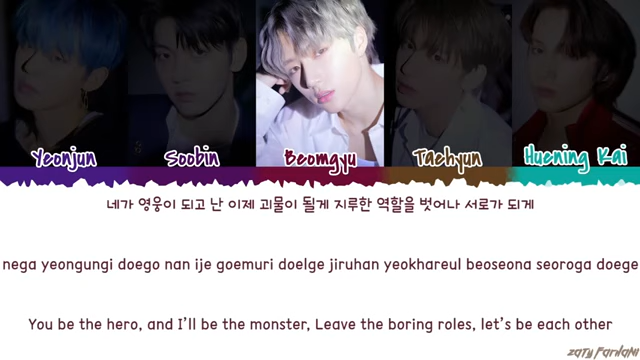 Yeonjun Soobin Beomgyu Taehyun Huening Kai
네가 영웅이 되고 난 이제 괴물이 될게 지루한 역할을 벗어나 서로가 되게
nega yeongungi doego nan ije goemuri doelge jiruhan yeokhareul beoseona seoroga doege
You be the hero, and I'll be the monster, Leave the boring roles, let's be each other
ZaTy FaRiaNi